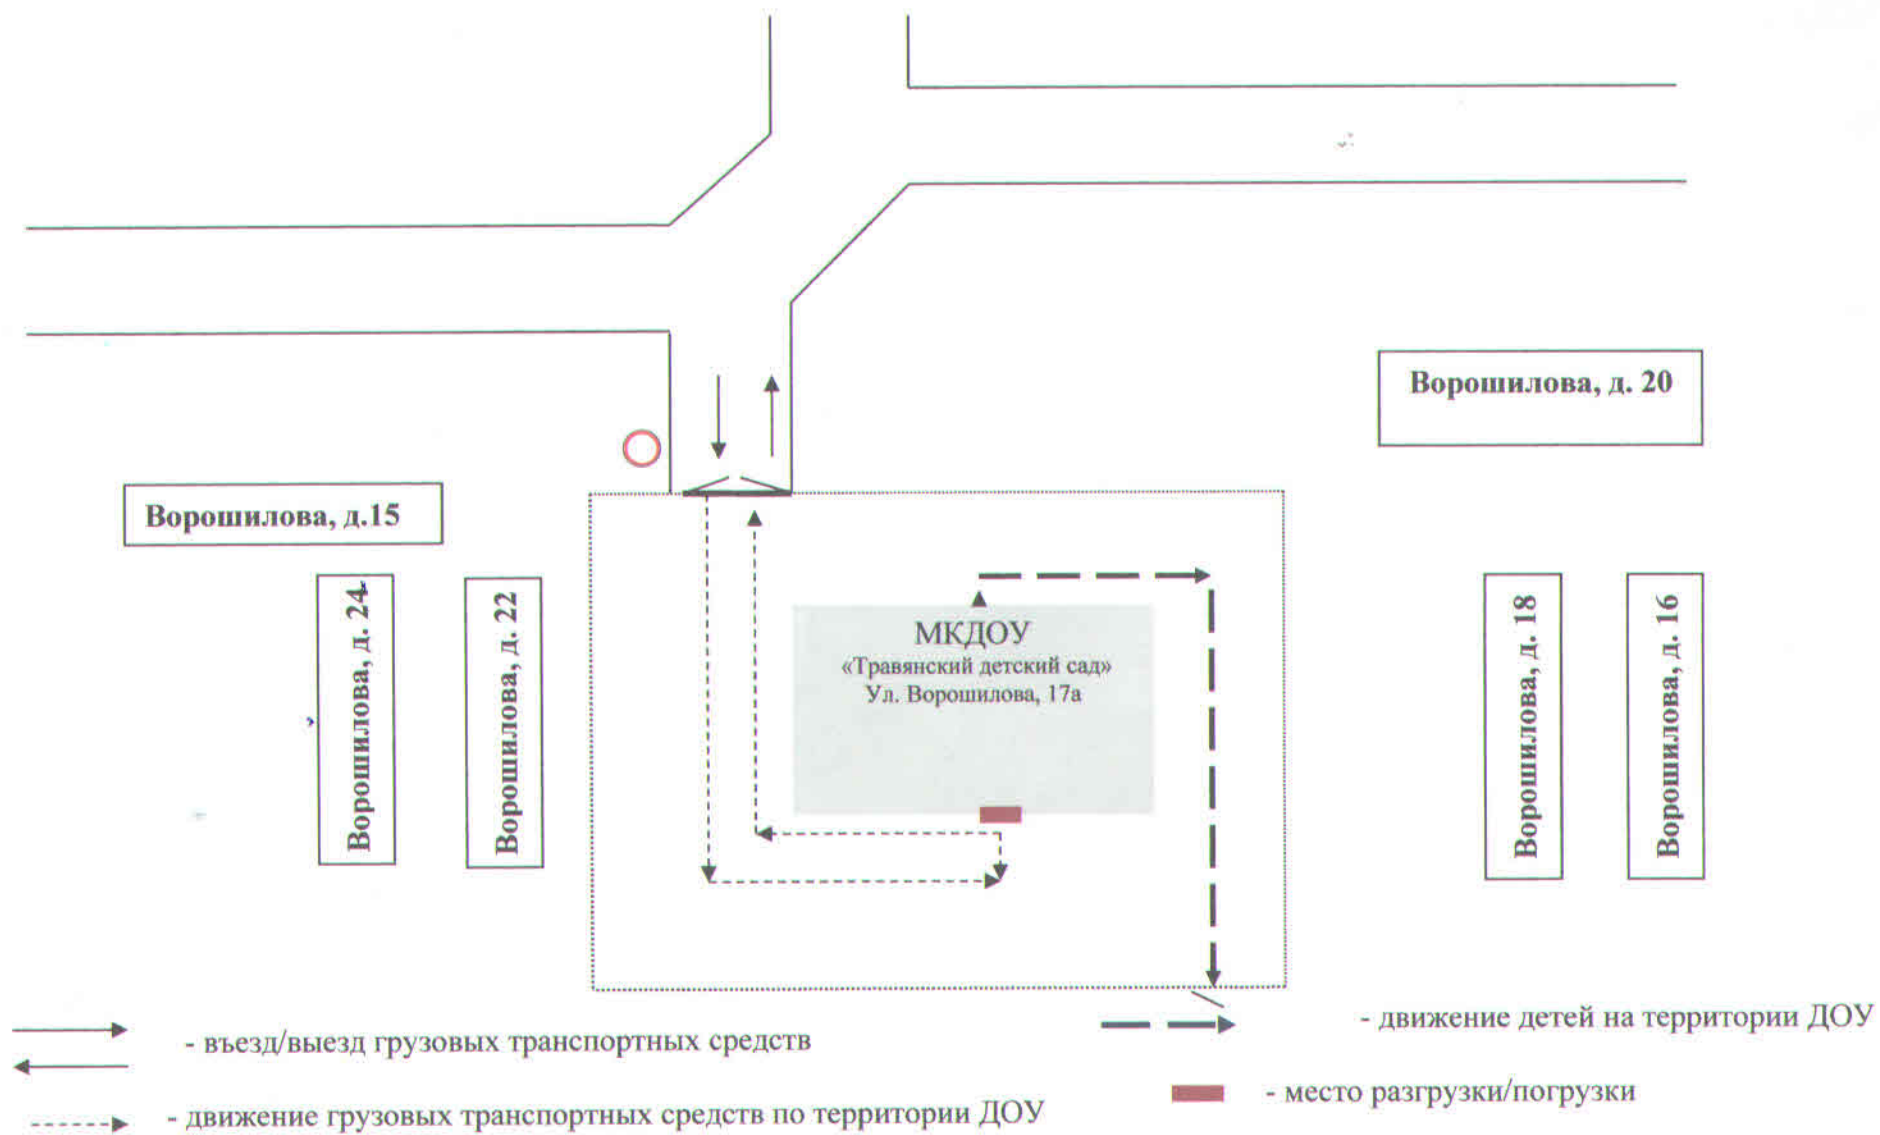 Ворошилова, д. 20
Ворошилова, д.15
Ворошилова, д. 24
Ворошилова, д. 22
МКДОУ
«Травянский детский сад»
Ул. Ворошилова, 17а
Ворошилова, д. 18
Ворошилова, д. 16
- въезд/выезд грузовых транспортных средств
- движение детей на территории ДОУ
- место разгрузки/погрузки
- движение грузовых транспортных средств по территории ДОУ